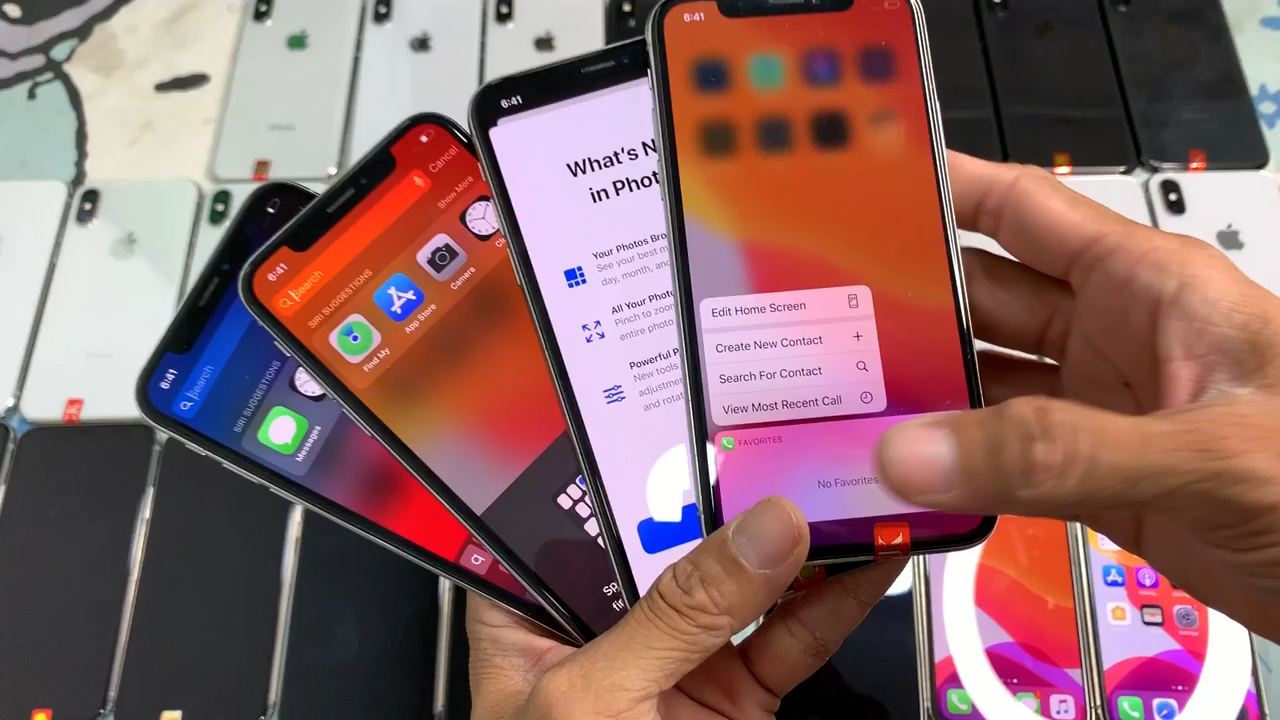 6:41
Search
SIRI SUGGESTIONS
Messages
6:41
Cancel
Search
Show More
SIRI SUGGESTIONS
Find My
App Store
Camera
6:41
What's N
in Phot
Your Photos Bro
See your best m
day, month, an
All Your Photo
Pinch to zoo
entire photo
Powerful P
New tools
adjustmen
and rotat
6:41
Edit Home Screen
Create New Contact
Search For Contact
View Most Recent Call
FAVORITES
No Favorites